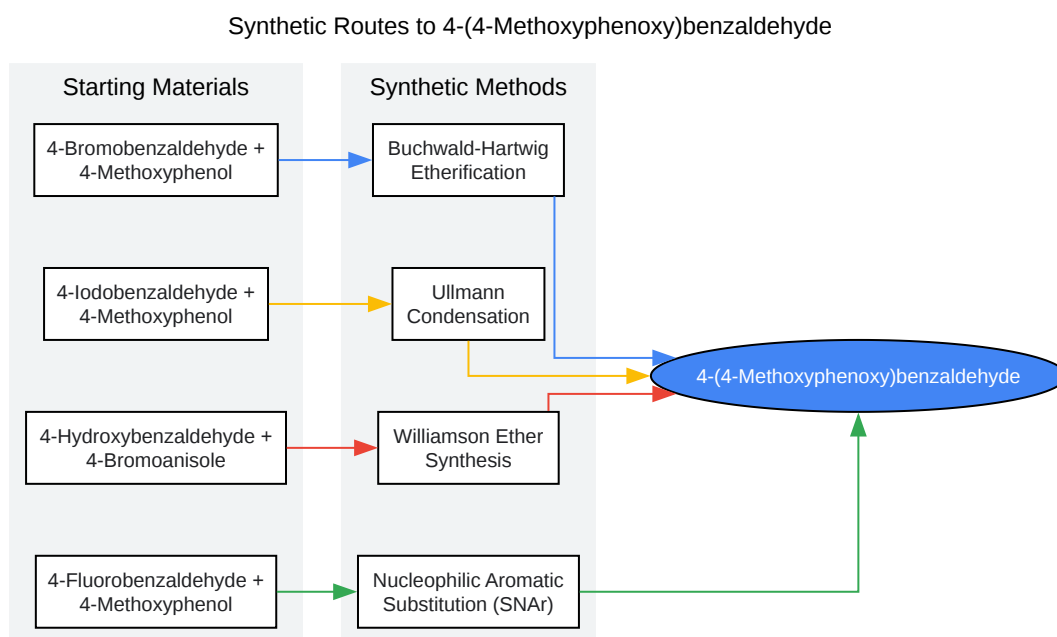 Synthetic Routes to 4-(4-Methoxyphenoxy)benzaldehyde
Starting Materials
Synthetic Methods
4-Bromobenzaldehyde +
4-Methoxyphenol
Buchwald-Hartwig
Etherification
4-Iodobenzaldehyde +
4-Methoxyphenol
Ullmann
Condensation
4-(4-Methoxyphenoxy)benzaldehyde
4-Hydroxybenzaldehyde +
4-Bromoanisole
Williamson Ether
Synthesis
4-Fluorobenzaldehyde +
4-Methoxyphenol
Nucleophilic Aromatic
Substitution (SNAr)